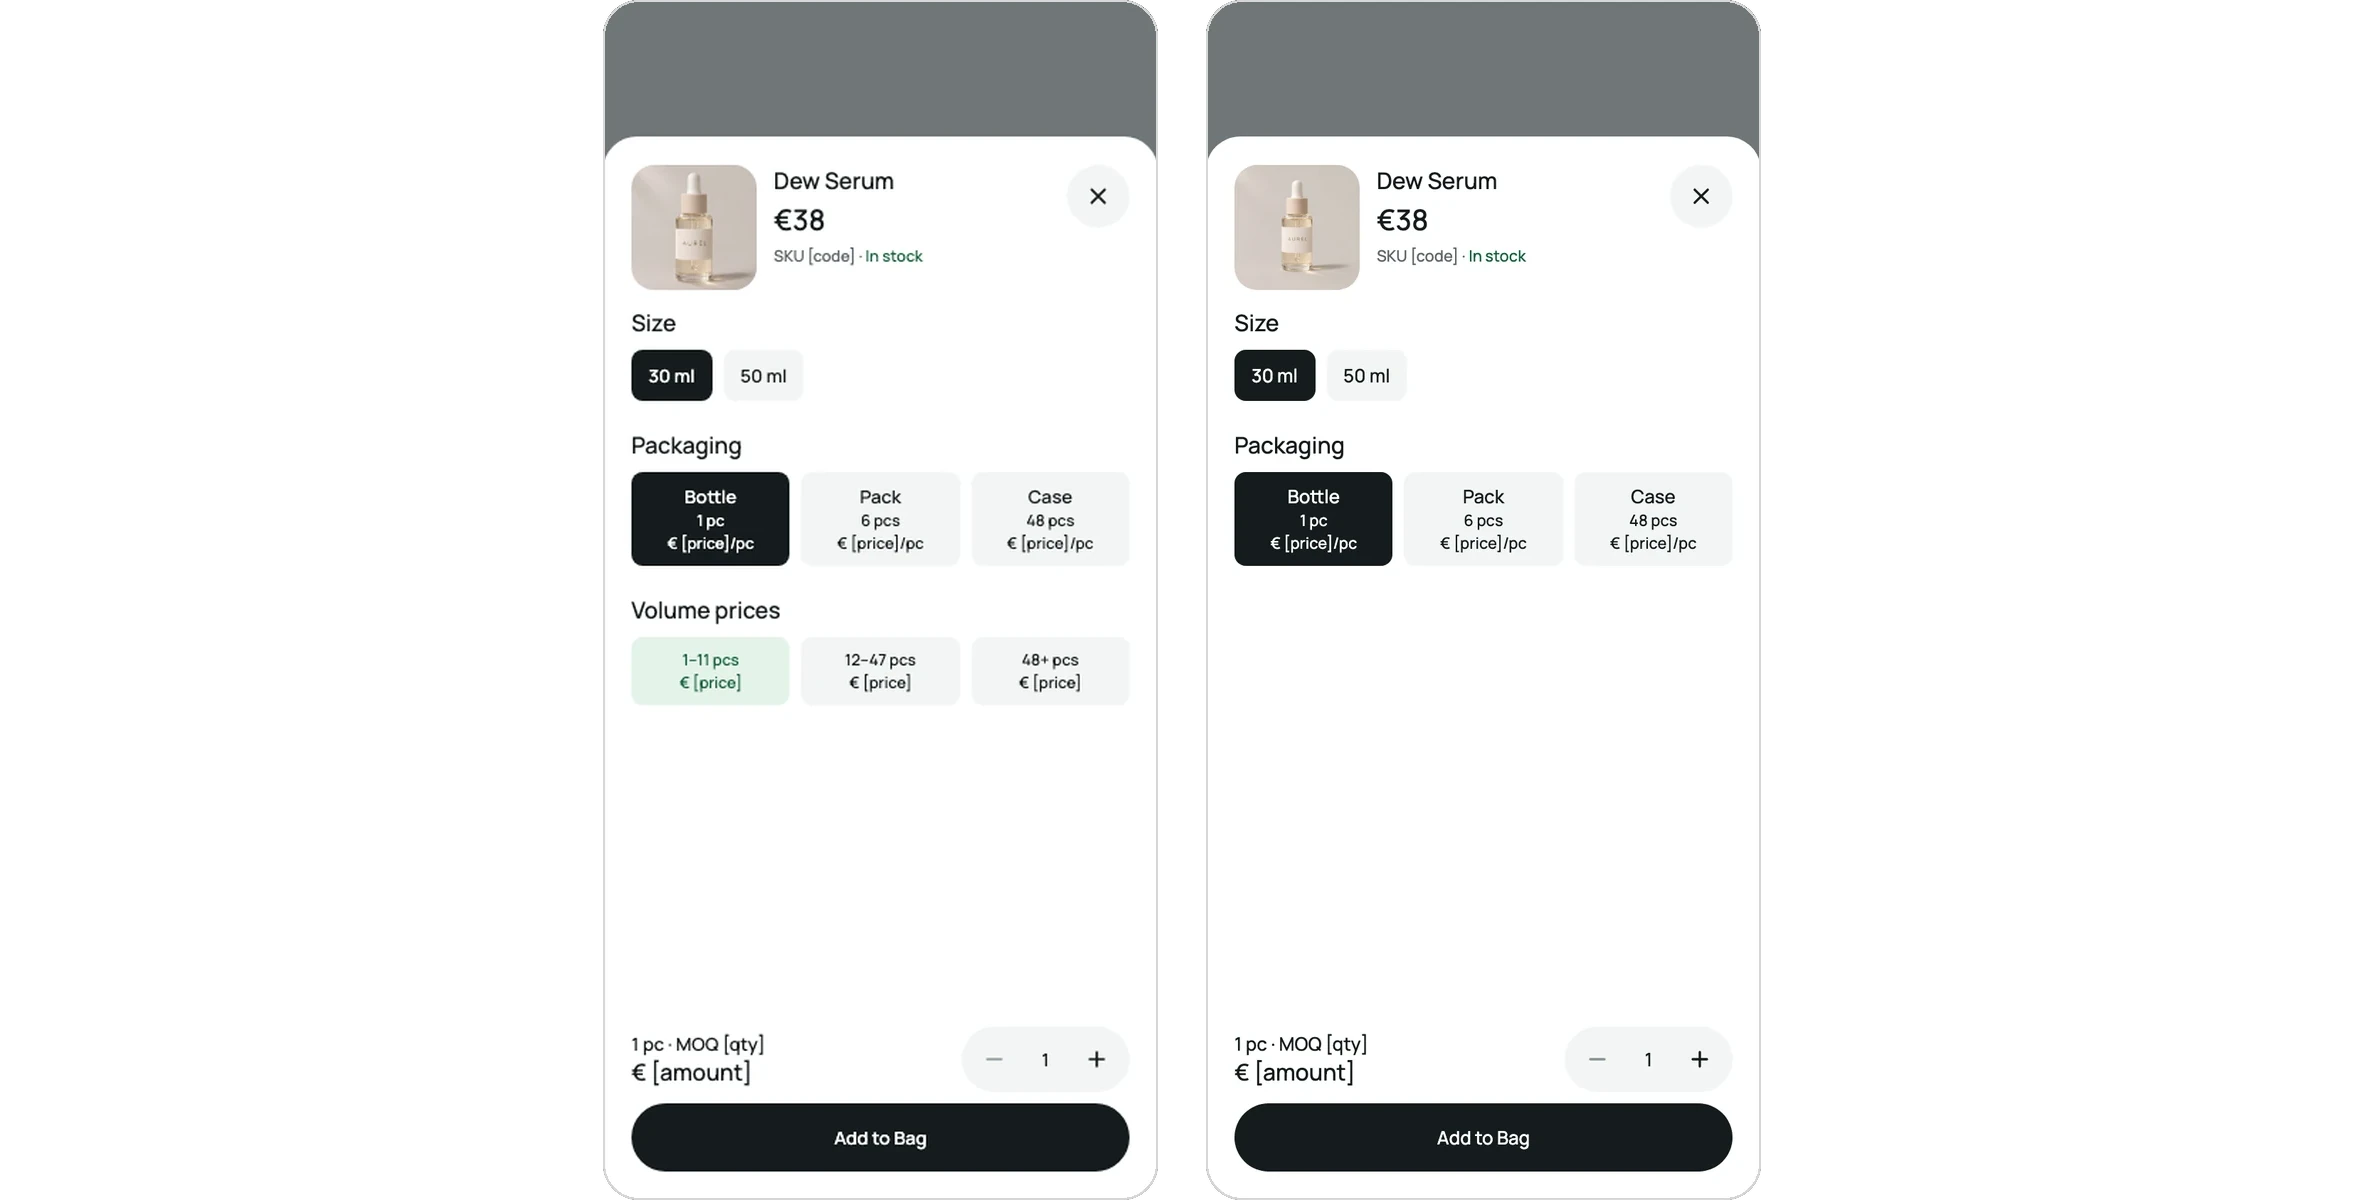 AUREL
Dew Serum
€38
SKU [code] · In stock
Size
30 ml
50 ml
Packaging
Bottle
1 pc
€ [price]/pc
Pack
6 pcs
€ [price]/pc
Case
48 pcs
€ [price]/pc
Volume prices
1–11 pcs
€ [price]
12–47 pcs
€ [price]
48+ pcs
€ [price]
1 pc · MOQ [qty]
€ [amount]
1
Add to Bag
AUREL
Dew Serum
€38
SKU [code] · In stock
Size
30 ml
50 ml
Packaging
Bottle
1 pc
€ [price]/pc
Pack
6 pcs
€ [price]/pc
Case
48 pcs
€ [price]/pc
1 pc · MOQ [qty]
€ [amount]
1
Add to Bag